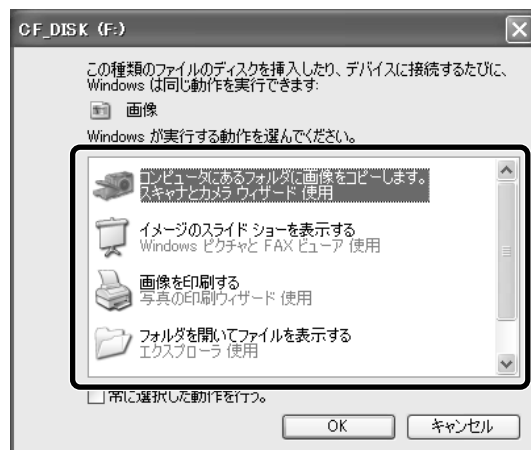 CF_DISK (F:)
この種類のファイルのディスクを挿入したり、デバイスに接続するたびに、
Windows は同じ動作を実行できます:
画像
Windows が実行する動作を選んでください。
コンピュータにあるフォルダに画像をコピーします。
スキャナとカメラ ウィザード 使用
イメージのスライド ショーを表示する
Windows ピクチャと FAX ビューア 使用
画像を印刷する
写真の印刷ウィザード 使用
フォルダを開いてファイルを表示する
エクスプローラ 使用
常に選択した動作を行う。
OK
キャンセル